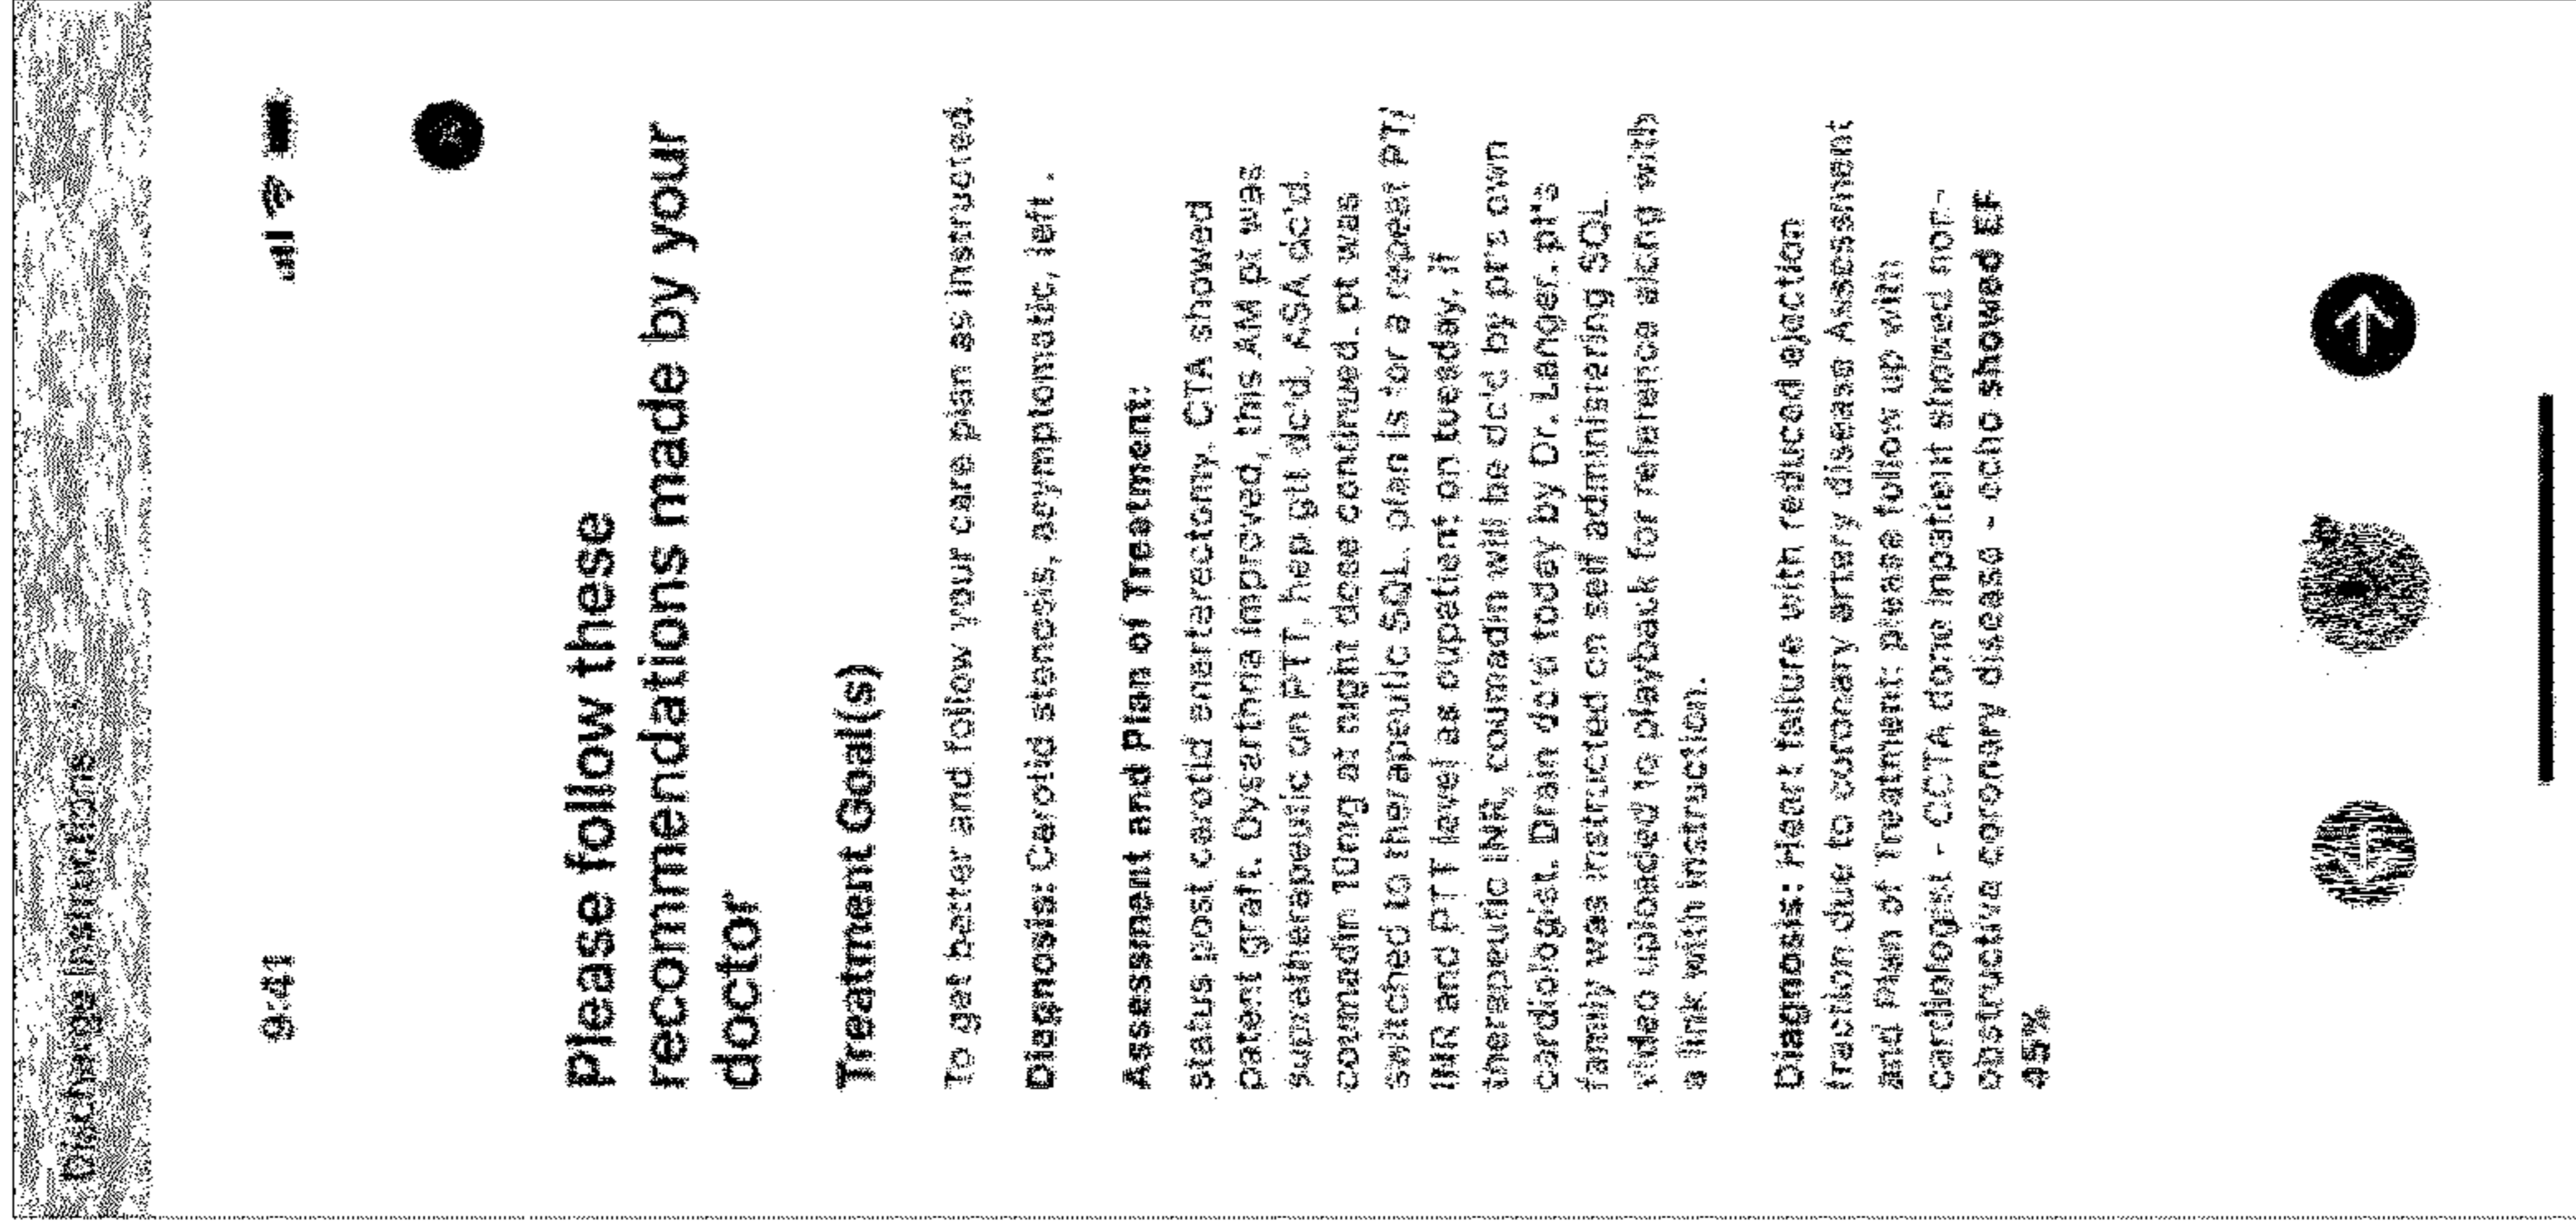 Discharge Instructions
9:41
Please follow these
recommendations made by your
doctor
Treatment Goal(s)
To get better and follow your care plan as instructed.
Diagnosis: Carotid stenosis, asymptomatic, left .
Assessment and Plan of Treatment:
status post carotid enarterectomy, CTA showed
patent graft. Dysarthria improved, this AM pt was
supratherapeutic on PTT, hep gtt dc'd, ASA dc'd.
coumadin 10mg at night dose continued. pt was
switched to therapeutic SQL. plan is for a repeat PT/
INR and PTT level as outpatient on tuesday, if
therapeutic INR, coumadin will be dc'd by pt's own
cardiologist. Drain dc'd today by Dr. Langer. pt's
family was instructed on self administering SQL.
video uploaded to playback for reference along with
a link with instruction.
Diagnosis: Heart failure with reduced ejection
fraction due to coronary artery disease Assessment
and Plan of Treatment: please follow up with
cardiologist - CCTA done inpatient showed non-
obstructive coronary disease - echo showed EF
45%